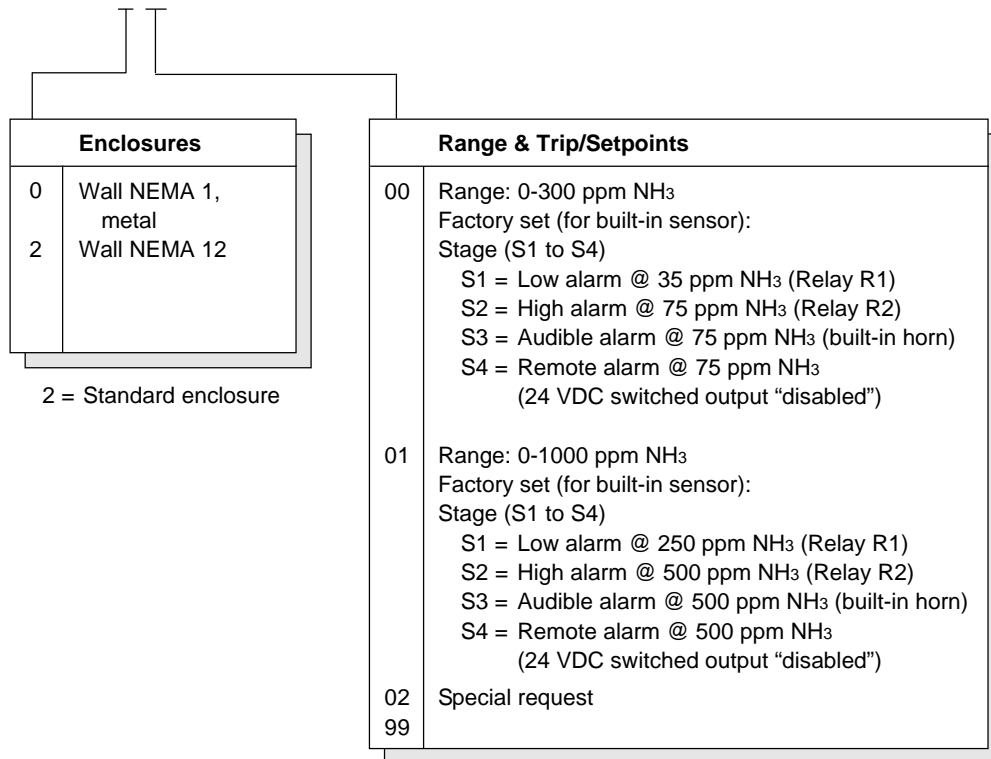 Enclosures
0 Wall NEMA 1,
metal
2 Wall NEMA 12
2 = Standard enclosure
Range & Trip/Setpoints
00 Range: 0-300 ppm NH3
Factory set (for built-in sensor):
Stage (S1 to S4)
S1 = Low alarm @ 35 ppm NH3 (Relay R1)
S2 = High alarm @ 75 ppm NH3 (Relay R2)
S3 = Audible alarm @ 75 ppm NH3 (built-in horn)
S4 = Remote alarm @ 75 ppm NH3
(24 VDC switched output “disabled”)
01 Range: 0-1000 ppm NH3
Factory set (for built-in sensor):
Stage (S1 to S4)
S1 = Low alarm @ 250 ppm NH3 (Relay R1)
S2 = High alarm @ 500 ppm NH3 (Relay R2)
S3 = Audible alarm @ 500 ppm NH3 (built-in horn)
S4 = Remote alarm @ 500 ppm NH3
(24 VDC switched output “disabled”)
02 Special request
99